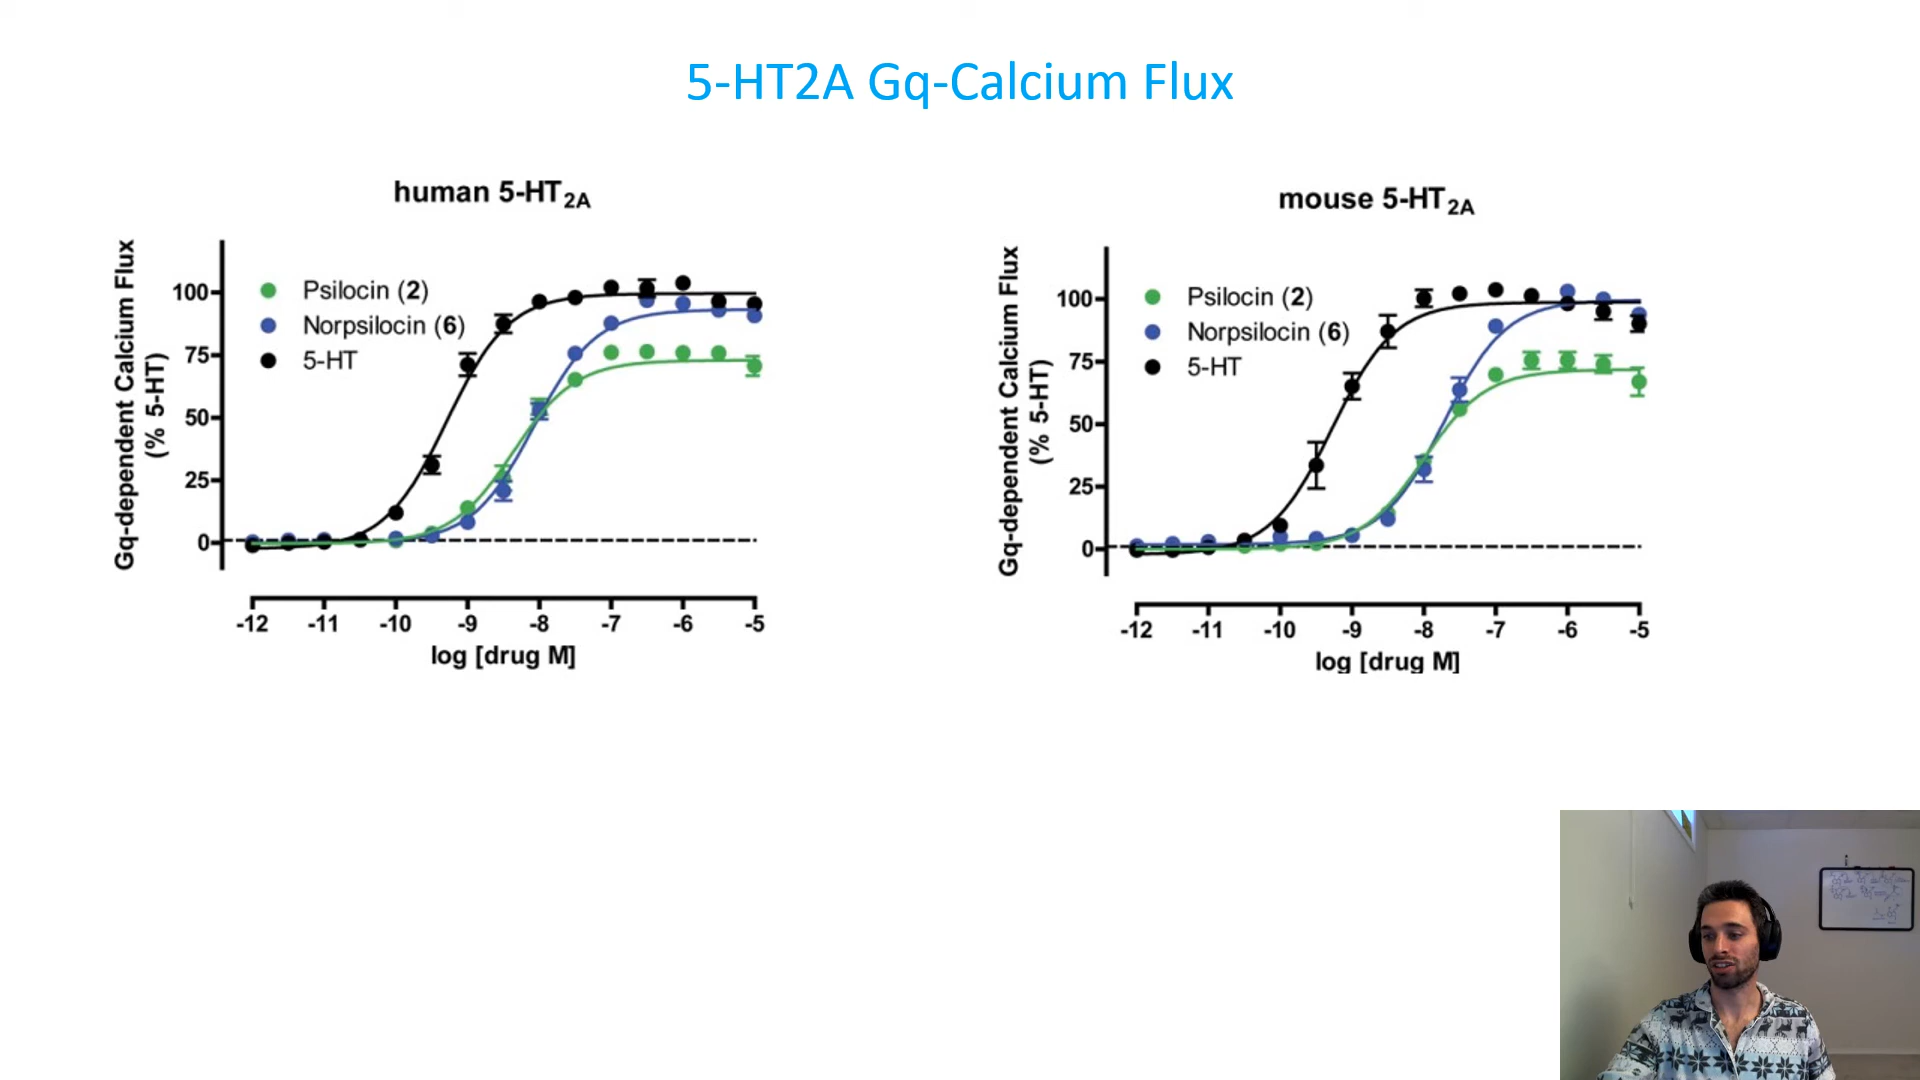 5-HT2A Gq-Calcium Flux
human 5-HT2A
Gq-dependent Calcium Flux
(% 5-HT)
100
75
50
25
0
Psilocin (2)
Norpsilocin (6)
5-HT
-12 -11 -10 -9 -8 -7 -6 -5
log [drug M]
mouse 5-HT2A
Gq-dependent Calcium Flux
(% 5-HT)
100
75
50
25
0
Psilocin (2)
Norpsilocin (6)
5-HT
-12 -11 -10 -9 -8 -7 -6 -5
log [drug M]